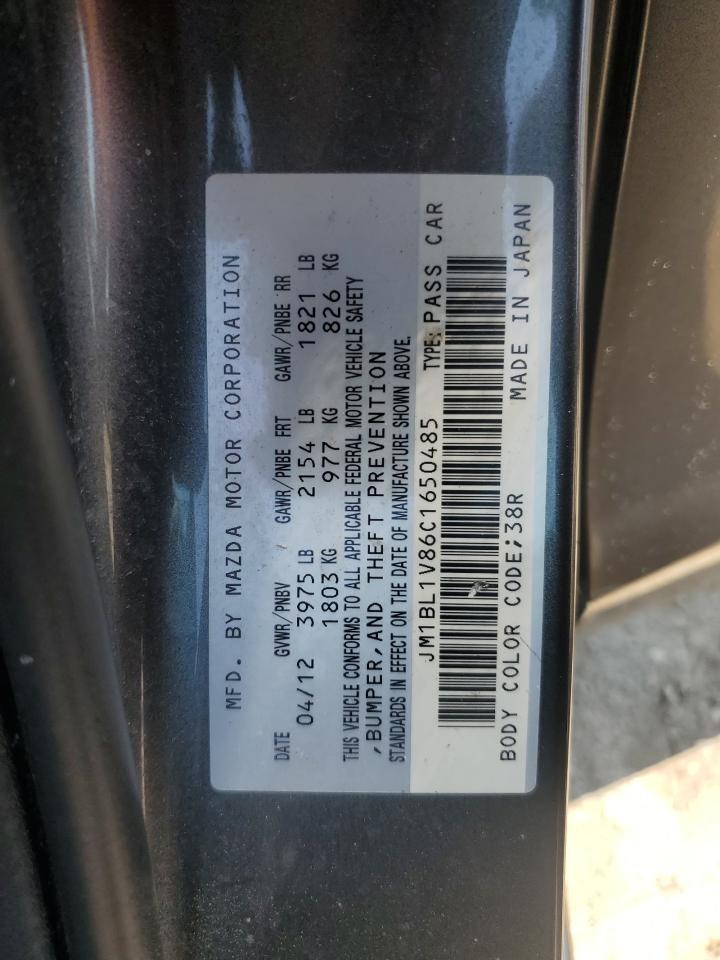 MFD. BY MAZDA MOTOR CORPORATION
DATE GVWR/PNBV GAWR/PNBE FRT GAWR/PNBE RR
04/12 3975 LB 2154 LB 1821 LB
1803 KG 977 KG 826 KG
THIS VEHICLE CONFORMS TO ALL APPLICABLE FEDERAL MOTOR VEHICLE SAFETY
,BUMPER,AND THEFT PREVENTION
STANDARDS IN EFFECT ON THE DATE OF MANUFACTURE SHOWN ABOVE.
JM1BL1V86C1650485 TYPE;PASS CAR
BODY COLOR CODE;38R MADE IN JAPAN